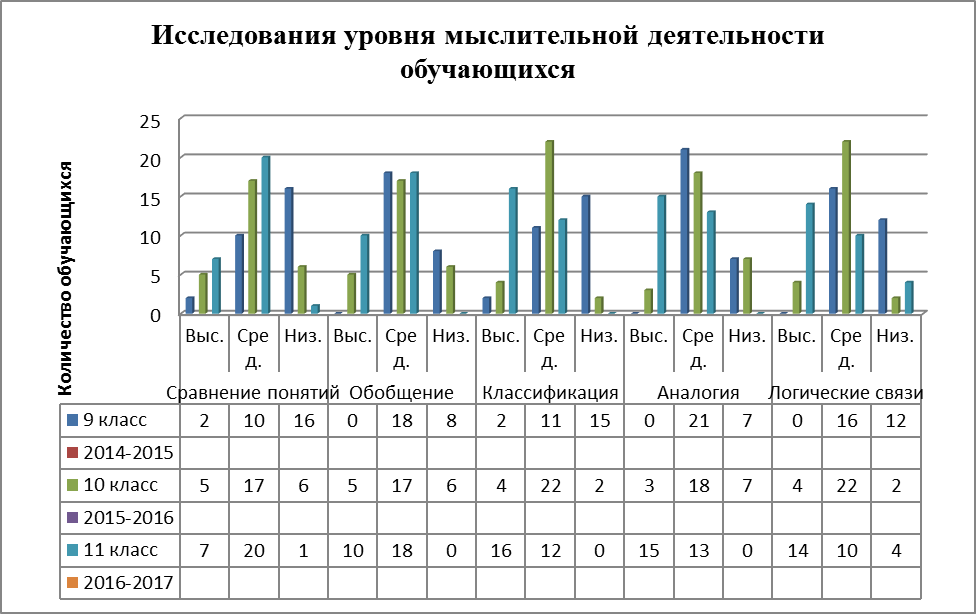 Исследования уровня мыслительной деятельности
обучающихся
Количество обучающихся
25
20
15
10
5
0
Выс. Сре Низ. Выс. Сре Низ. Выс. Сре Низ. Выс. Сре Низ. Выс. Сре Низ.
д. д. д. д. д.
Сравнение понятий Обобщение Классификация Аналогия Логические связи
9 класс 2 10 16 0 18 8 2 11 15 0 21 7 0 16 12
2014-2015
10 класс 5 17 6 5 17 6 4 22 2 3 18 7 4 22 2
2015-2016
11 класс 7 20 1 10 18 0 16 12 0 15 13 0 14 10 4
2016-2017